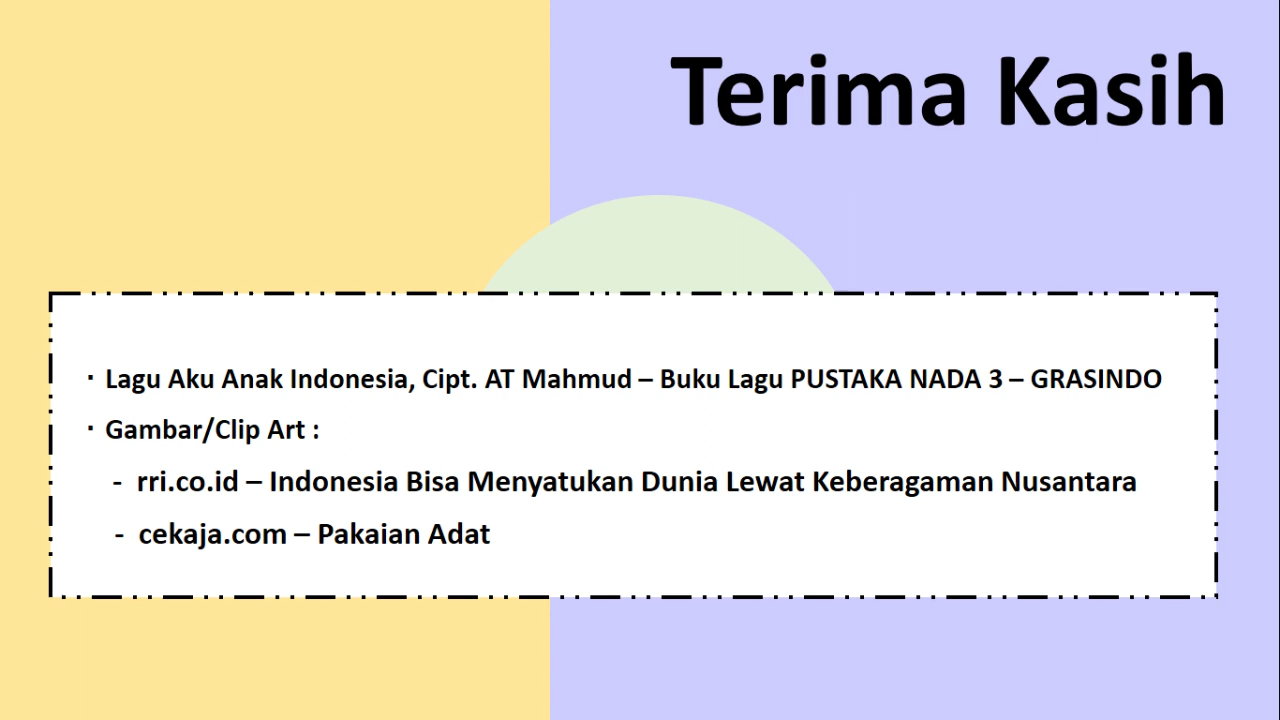 Terima Kasih
· Lagu Aku Anak Indonesia, Cipt. AT Mahmud – Buku Lagu PUSTAKA NADA 3 – GRASINDO
· Gambar/Clip Art :
- rri.co.id – Indonesia Bisa Menyatukan Dunia Lewat Keberagaman Nusantara
- cekaja.com – Pakaian Adat